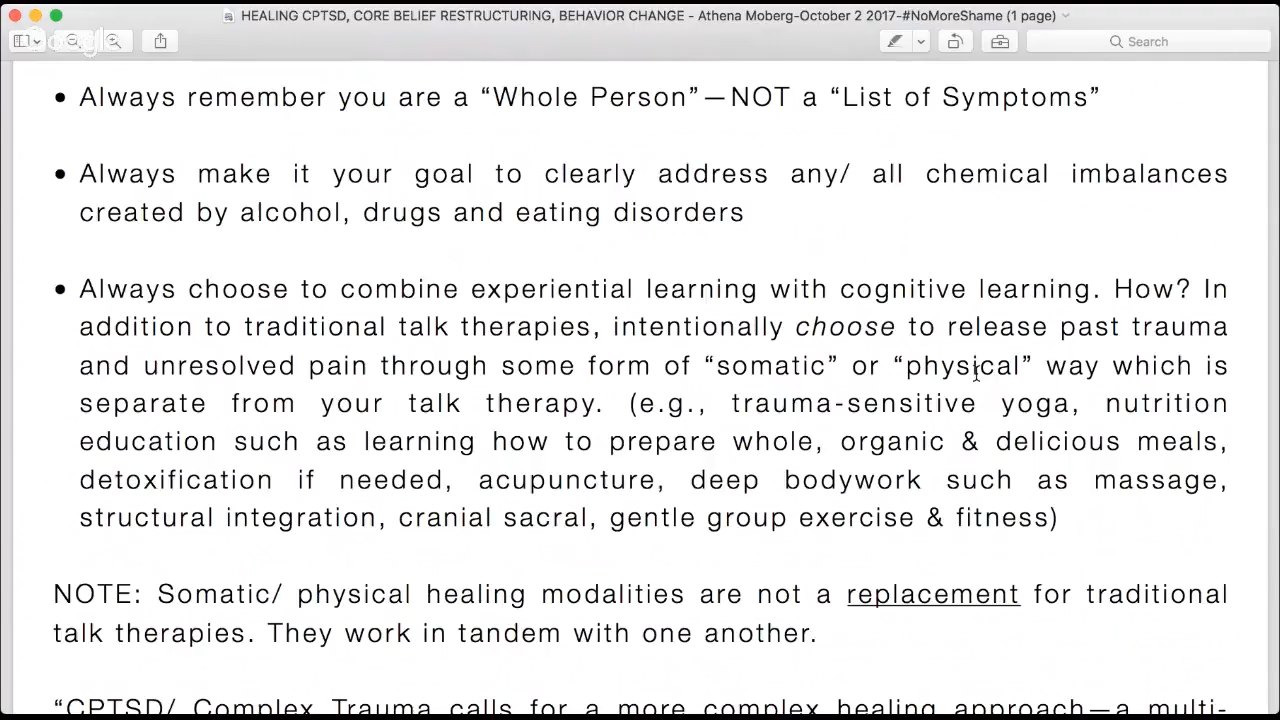 HEALING CPTSD, CORE BELIEF RESTRUCTURING, BEHAVIOR CHANGE - Athena Moberg-October 2 2017-#NoMoreShame (1 page)
Google
Search
• Always remember you are a “Whole Person”—NOT a “List of Symptoms”
• Always make it your goal to clearly address any/ all chemical imbalances
created by alcohol, drugs and eating disorders
• Always choose to combine experiential learning with cognitive learning. How? In
addition to traditional talk therapies, intentionally choose to release past trauma
and unresolved pain through some form of “somatic” or “physical” way which is
separate from your talk therapy. (e.g., trauma-sensitive yoga, nutrition
education such as learning how to prepare whole, organic & delicious meals,
detoxification if needed, acupuncture, deep bodywork such as massage,
structural integration, cranial sacral, gentle group exercise & fitness)
NOTE: Somatic/ physical healing modalities are not a replacement for traditional
talk therapies. They work in tandem with one another.
“CPTSD/ Complex Trauma calls for a more complex healing approach—a multi-